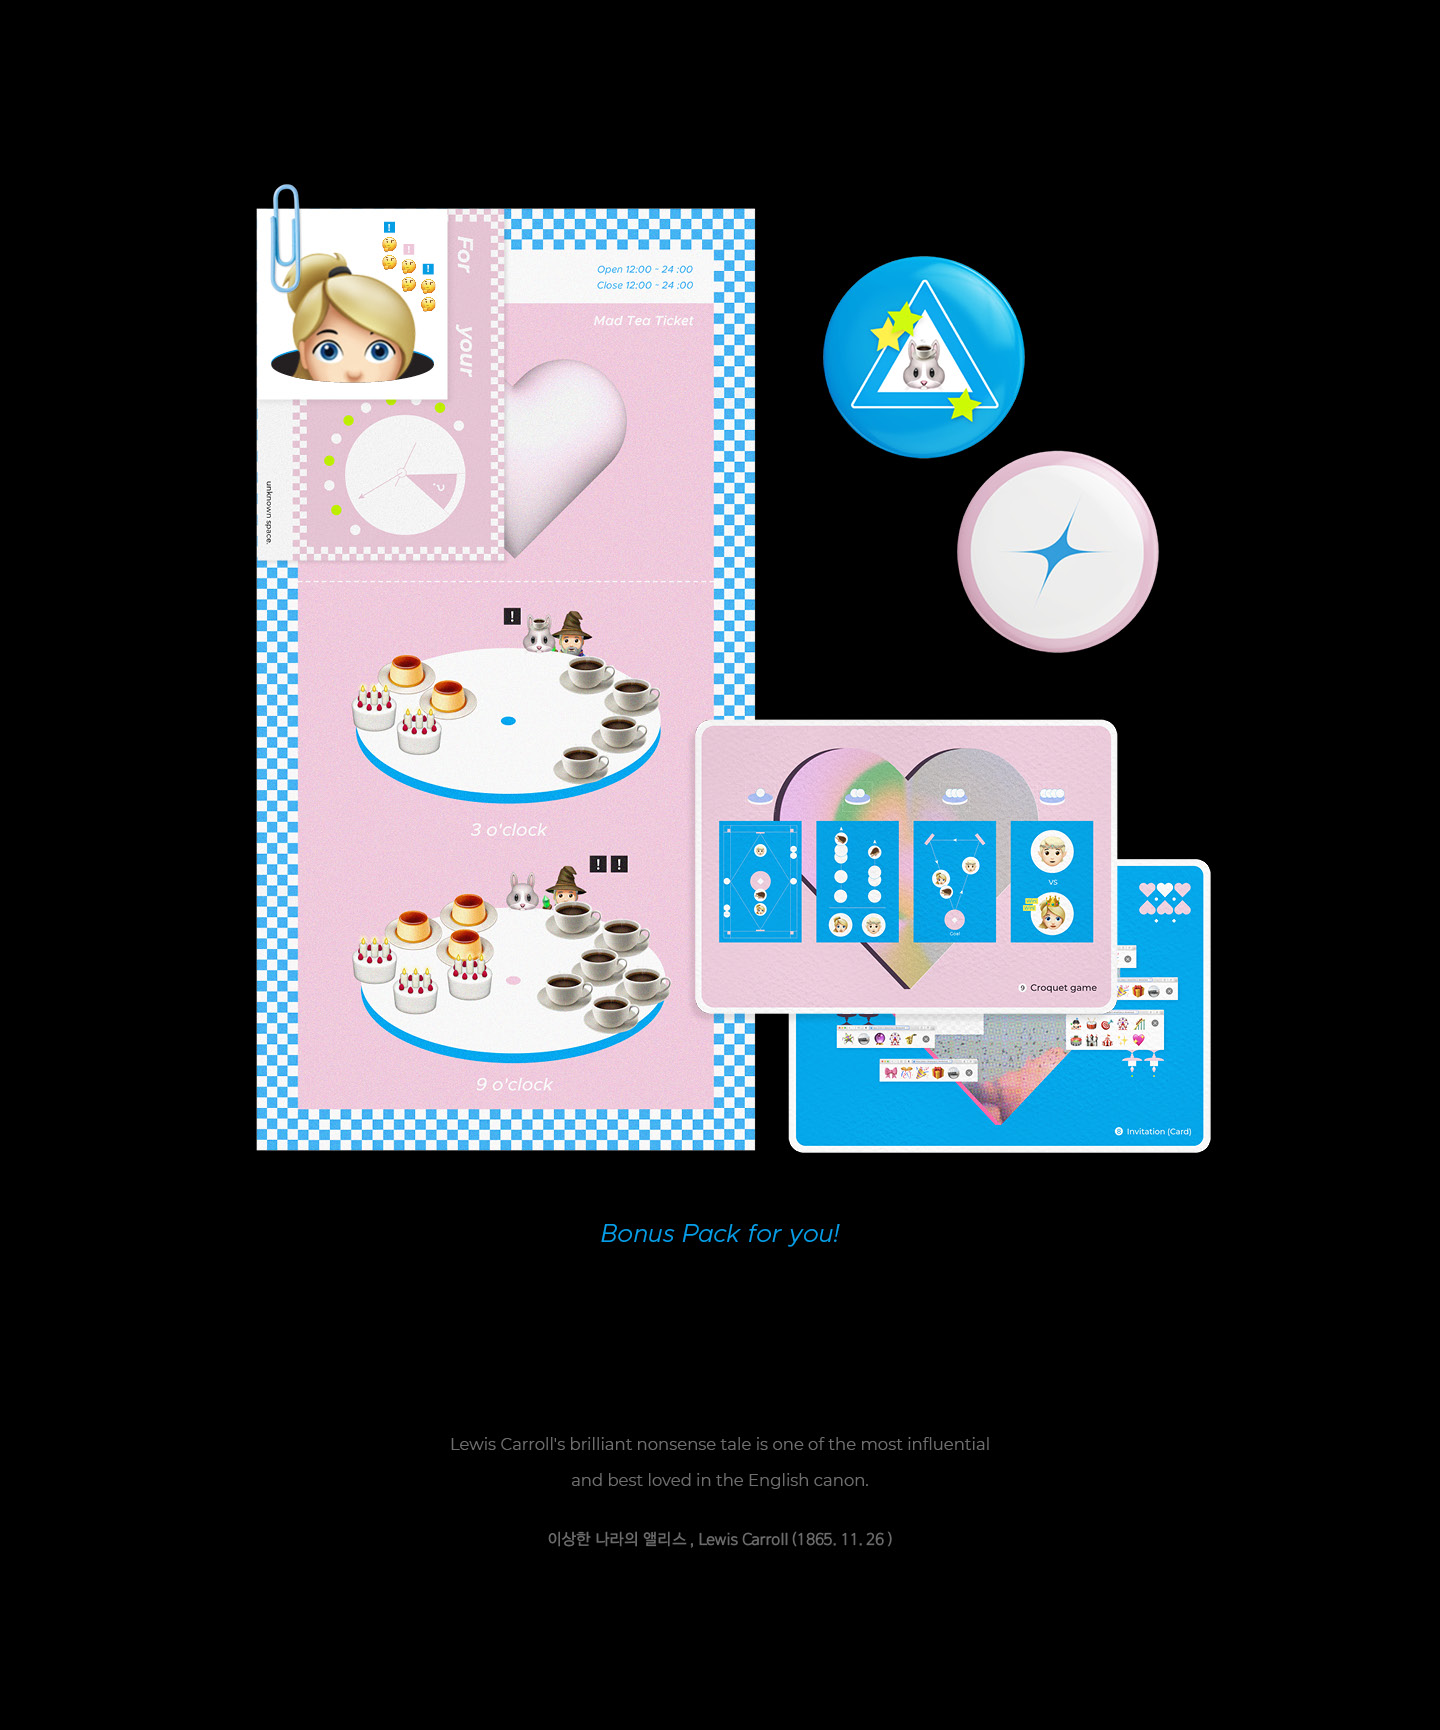 For your
Open 12:00 - 24 :00
Close 12:00 - 24 :00
Mad Tea Ticket
?
unknown space.
!
3 o'clock
! !
9 o'clock
VS
Goal
9 Croquet game
8 Invitation (Card)
Bonus Pack for you!
Lewis Carroll's brilliant nonsense tale is one of the most influential
and best loved in the English canon.
이상한 나라의 앨리스 , Lewis Carroll (1865. 11. 26 )